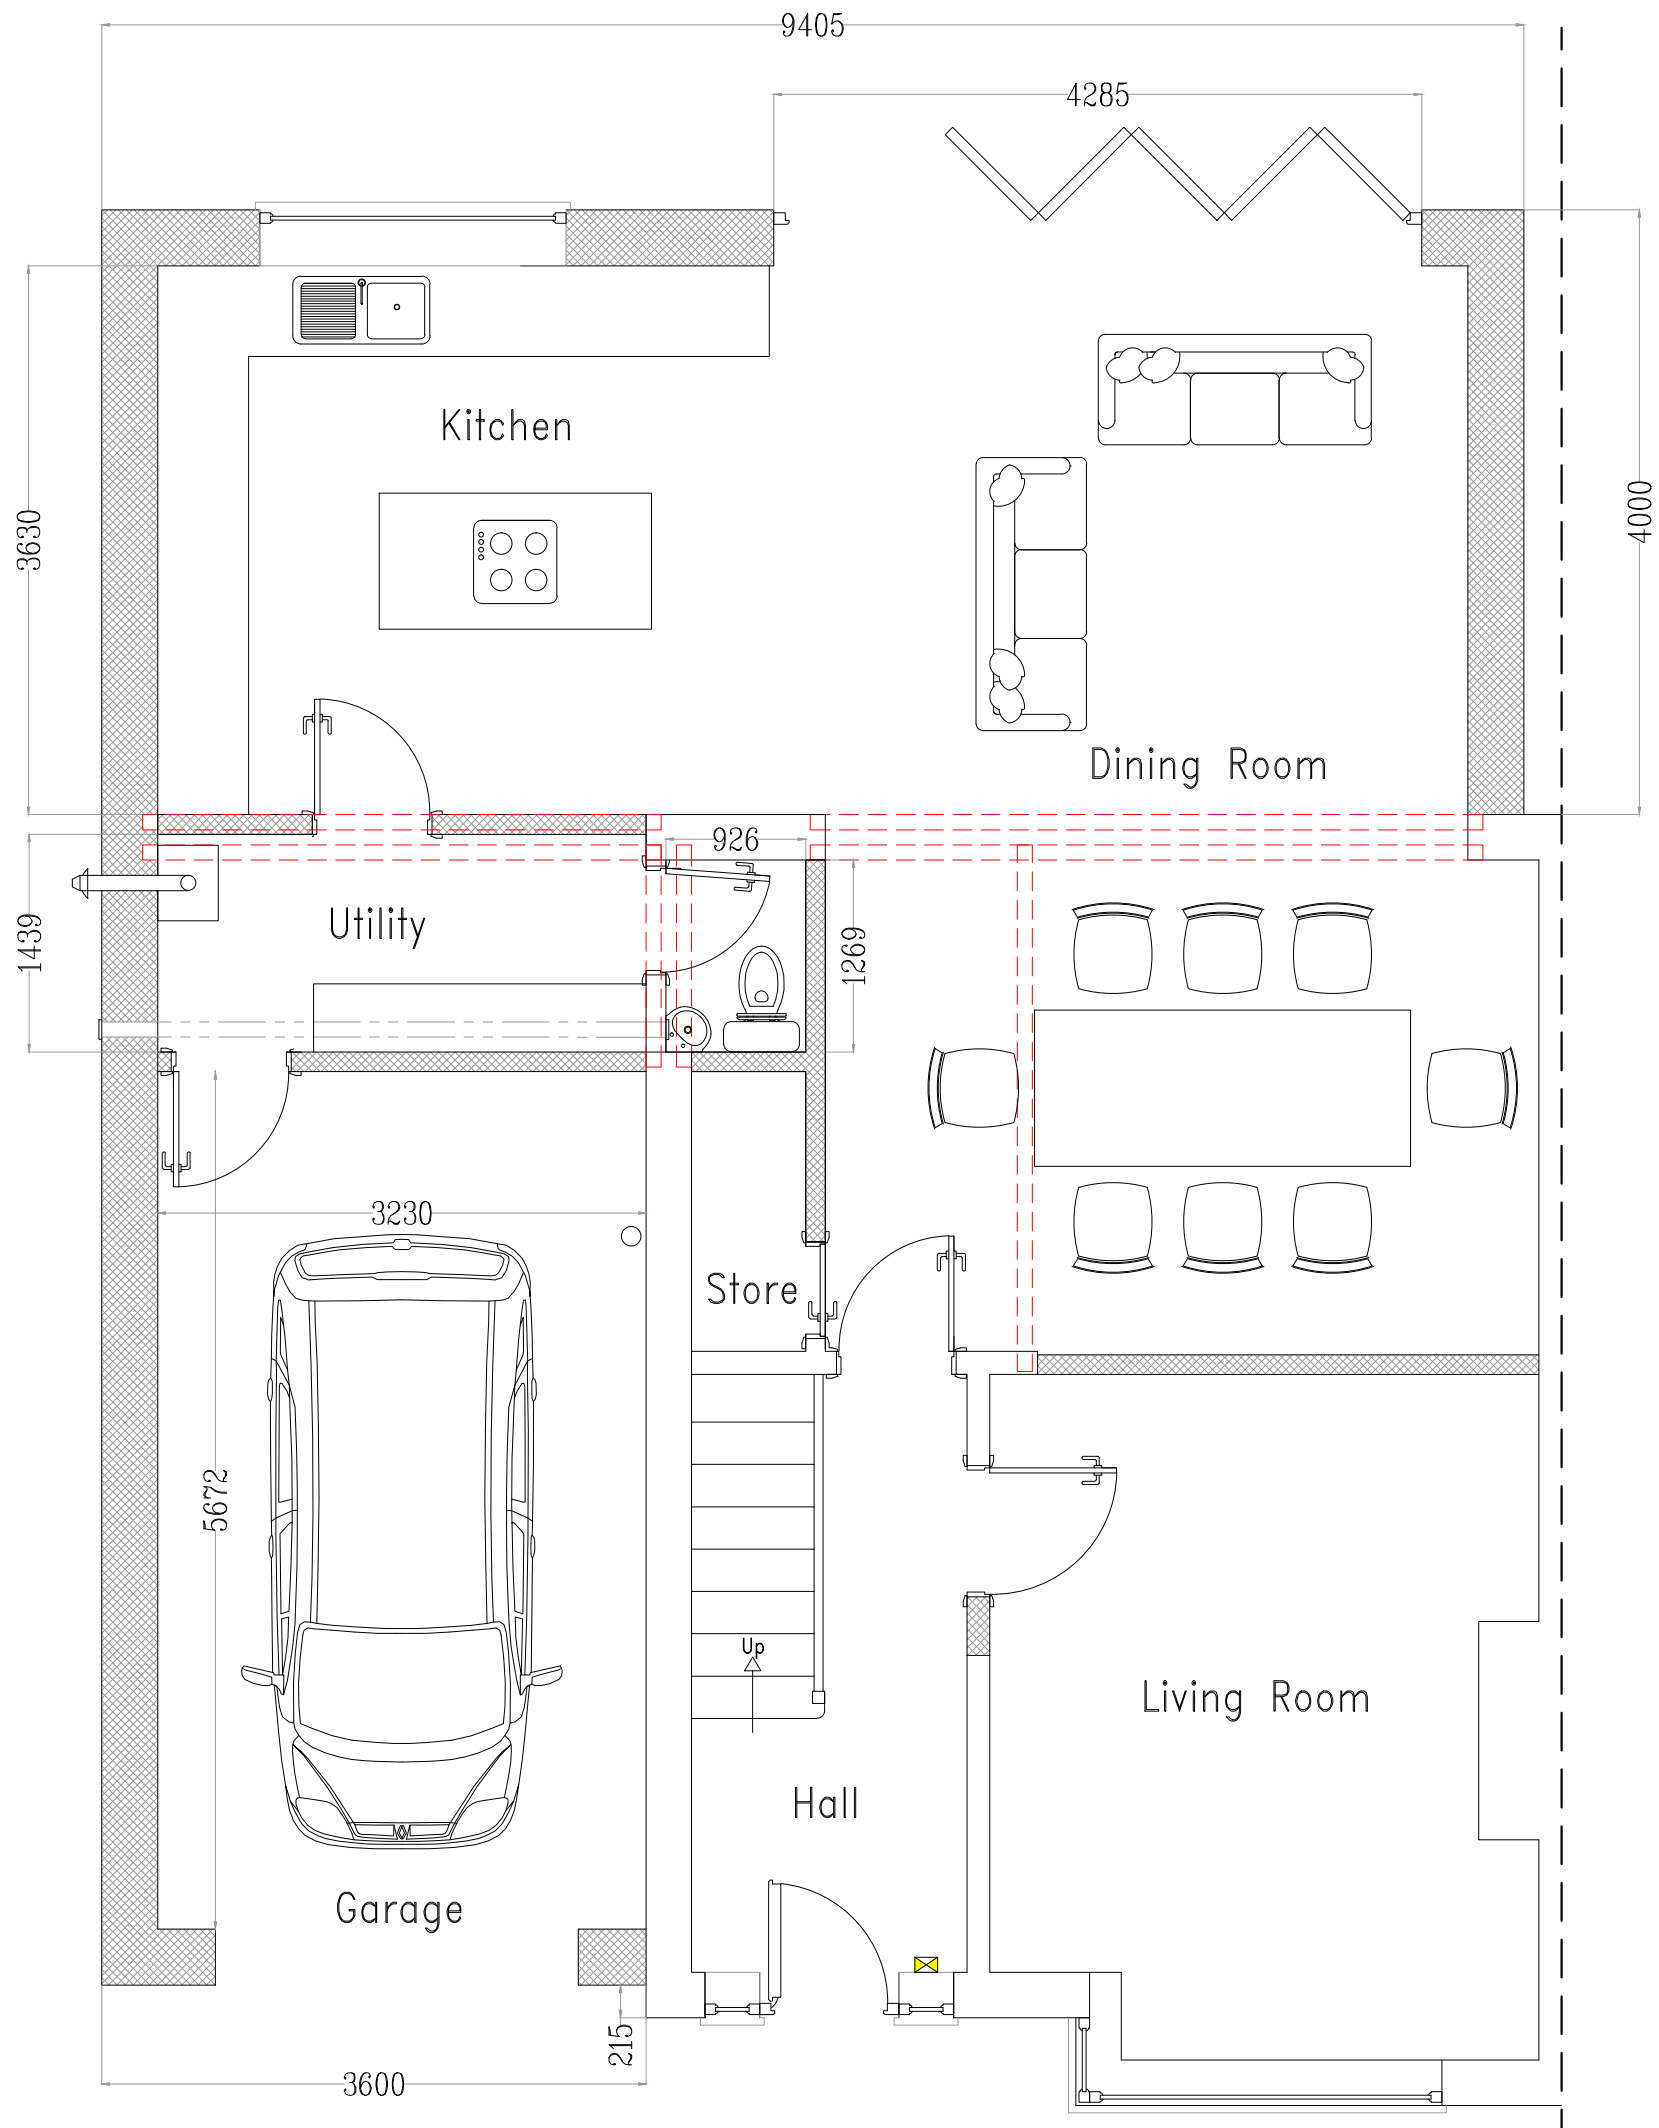 9405
4285
Kitchen
3630
4000
Dining Room
926
Utility
1439
1269
3230
Store
5672
Up
Living Room
Hall
Garage
215
3600